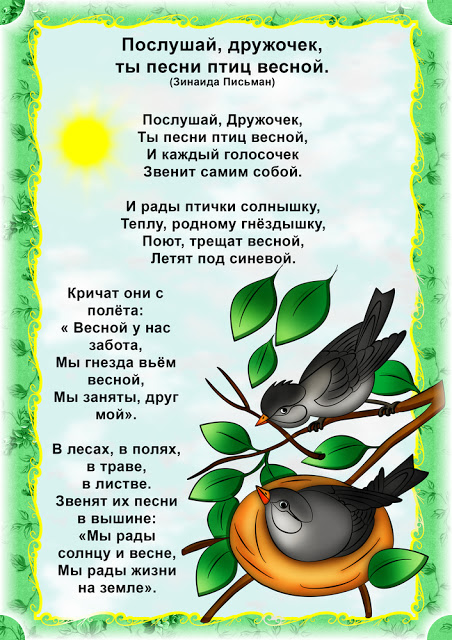 Послушай, дружочек,
ты песни птиц весной.
(Зинаида Письман)
Послушай, Дружочек,
Ты песни птиц весной,
И каждый голосочек
Звенит самим собой.
И рады птички солнышку,
Теплу, родному гнёздышку,
Поют, трещат весной,
Летят под синевой.
Кричат они с
полёта:
« Весной у нас
забота,
Мы гнезда вьём
весной,
Мы заняты, друг
мой».
В лесах, в полях,
в траве,
в листве.
Звенят их песни
в вышине:
«Мы рады
солнцу и весне,
Мы рады жизни
на земле».